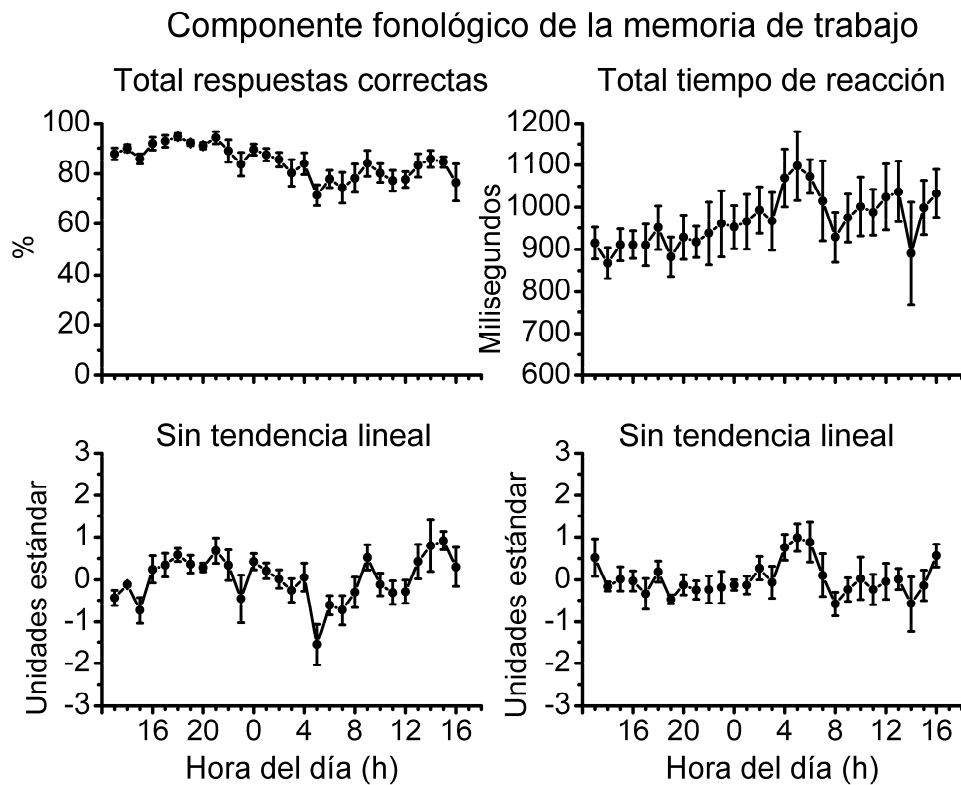 Componente fonológico de la memoria de trabajo
Total respuestas correctas
Total tiempo de reacción
100
80
60
40
20
0
%
1200
1100
1000
900
800
700
600
Milisegundos
Sin tendencia lineal
Sin tendencia lineal
3
2
1
0
-1
-2
-3
Unidades estándar
3
2
1
0
-1
-2
-3
Unidades estándar
16 20 0 4 8 12 16
16 20 0 4 8 12 16
Hora del día (h)
Hora del día (h)